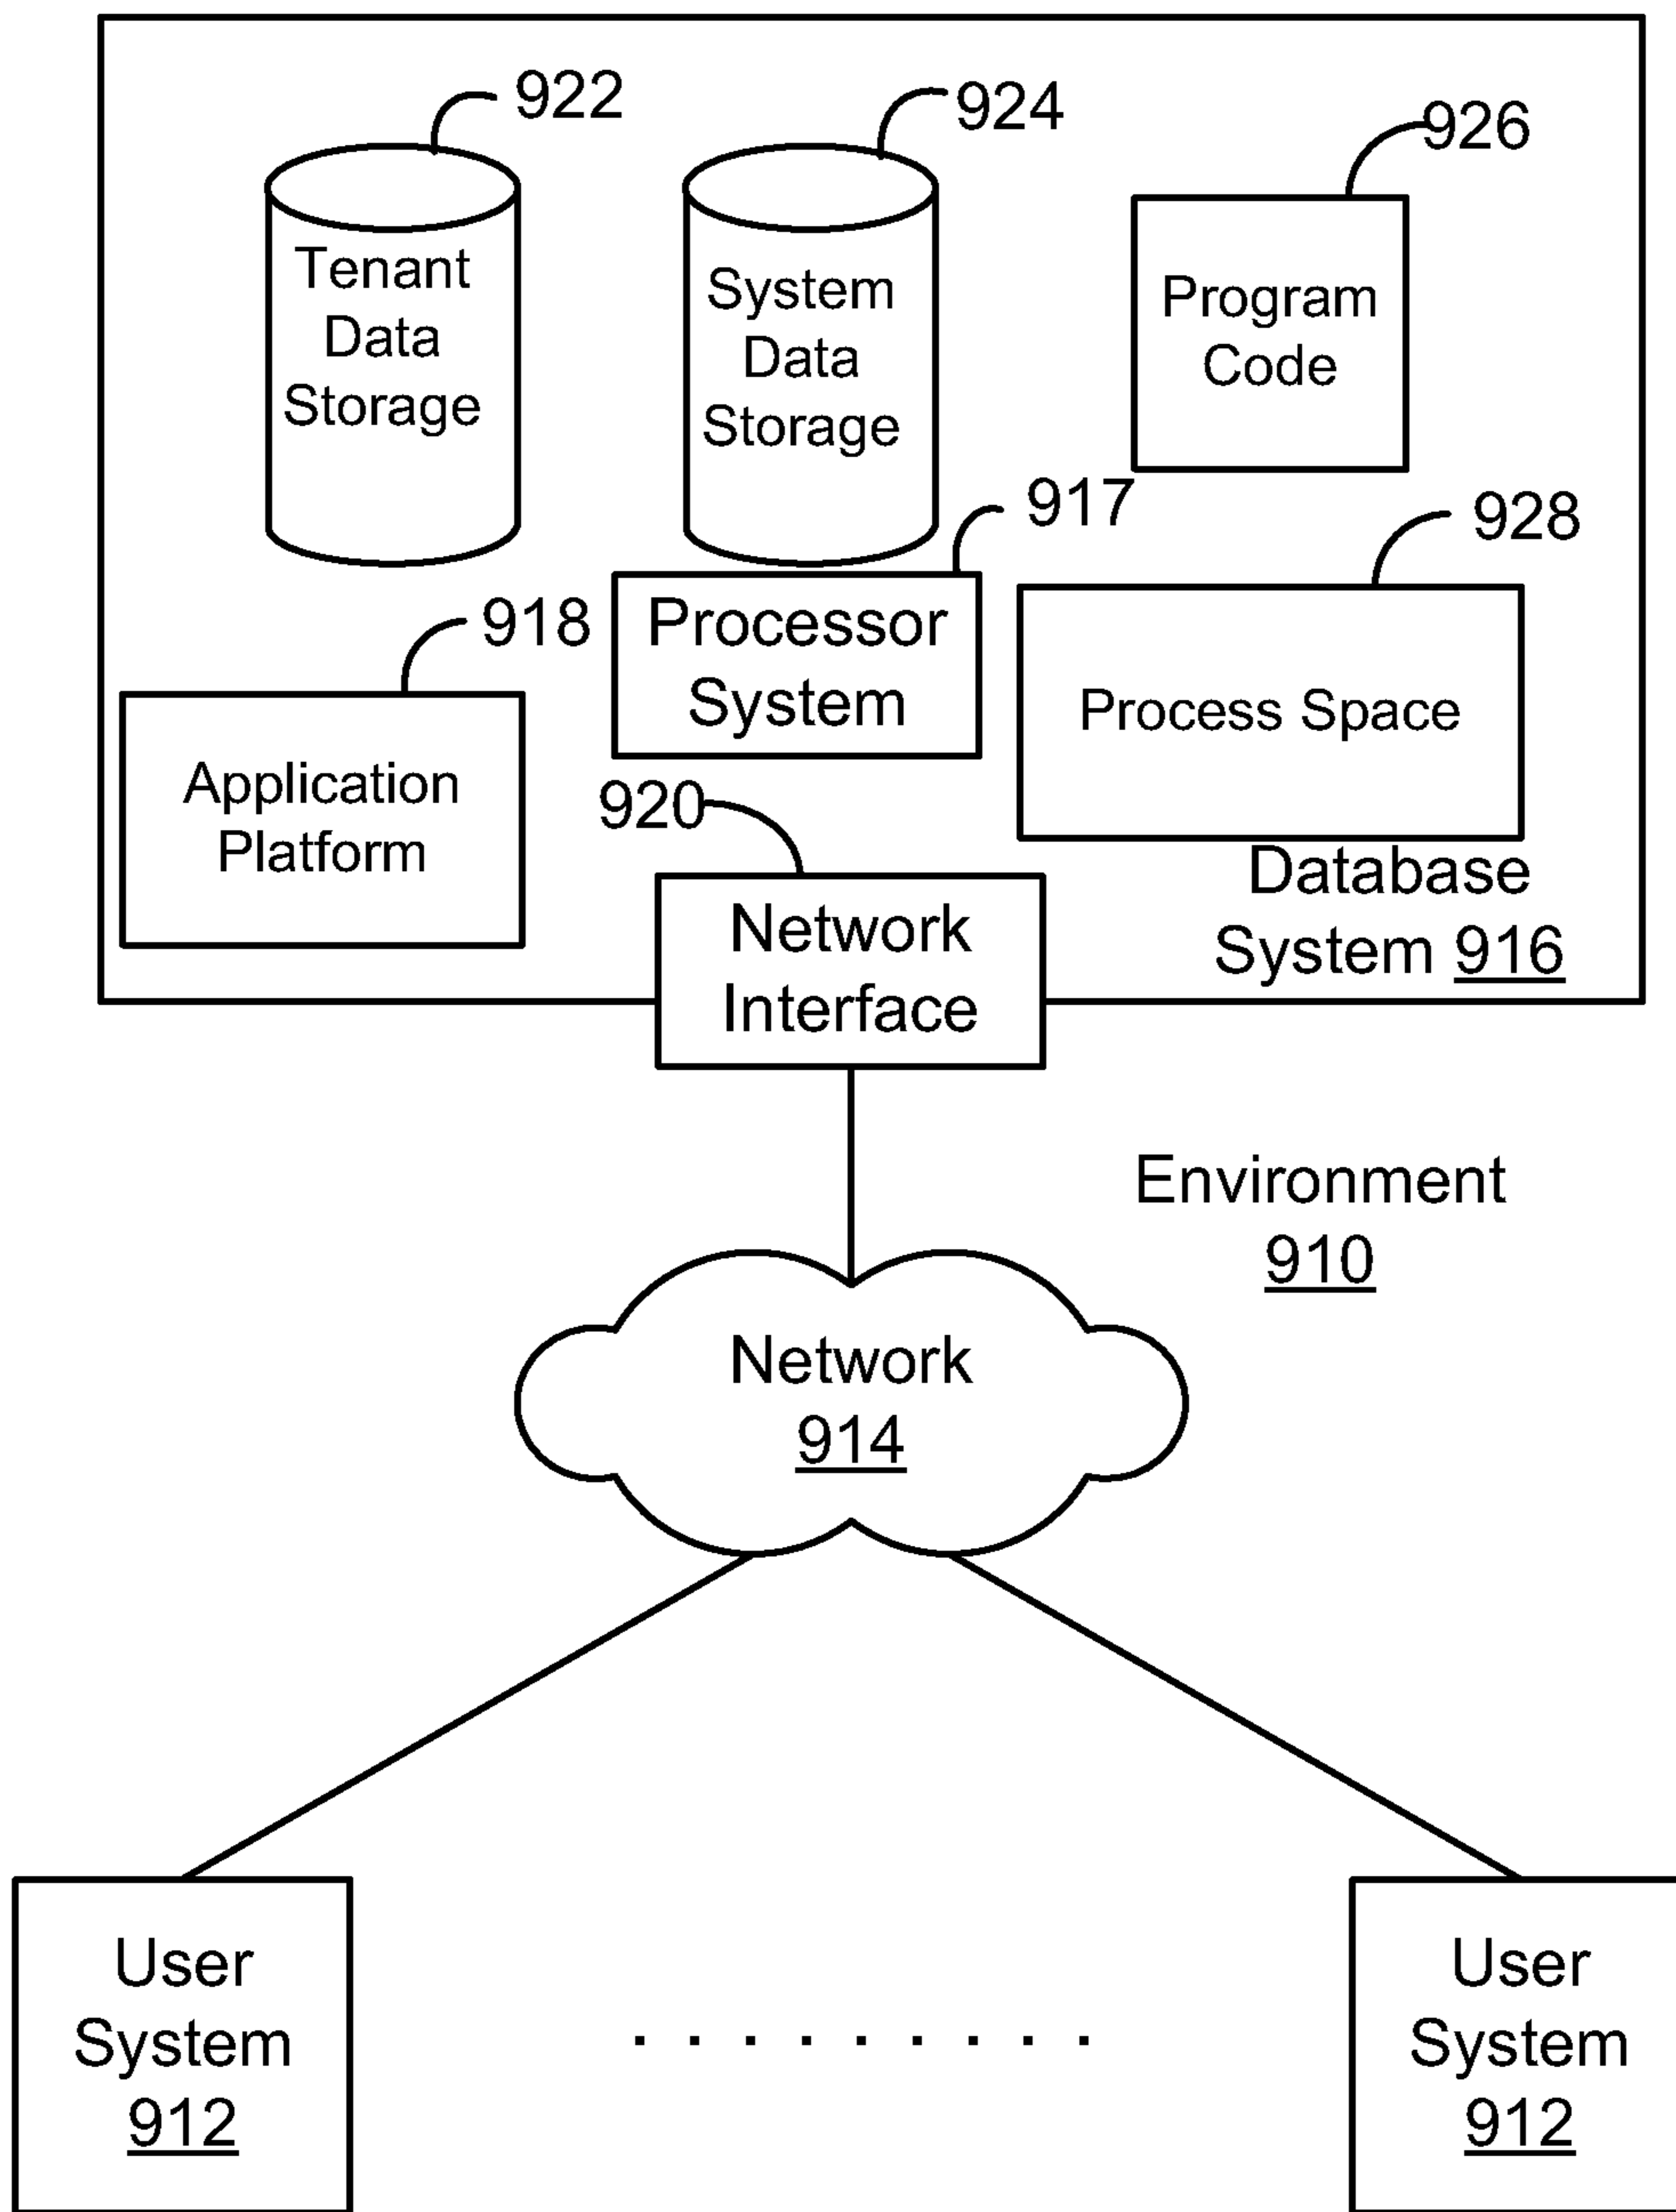 922
924
926
Tenant
Data
Storage
System
Data
Storage
Program
Code
917
928
918
Processor
System
Process Space
Application
Platform
920
Database
System 916
Network
Interface
Environment
910
Network
914
User
System
912
User
System
912